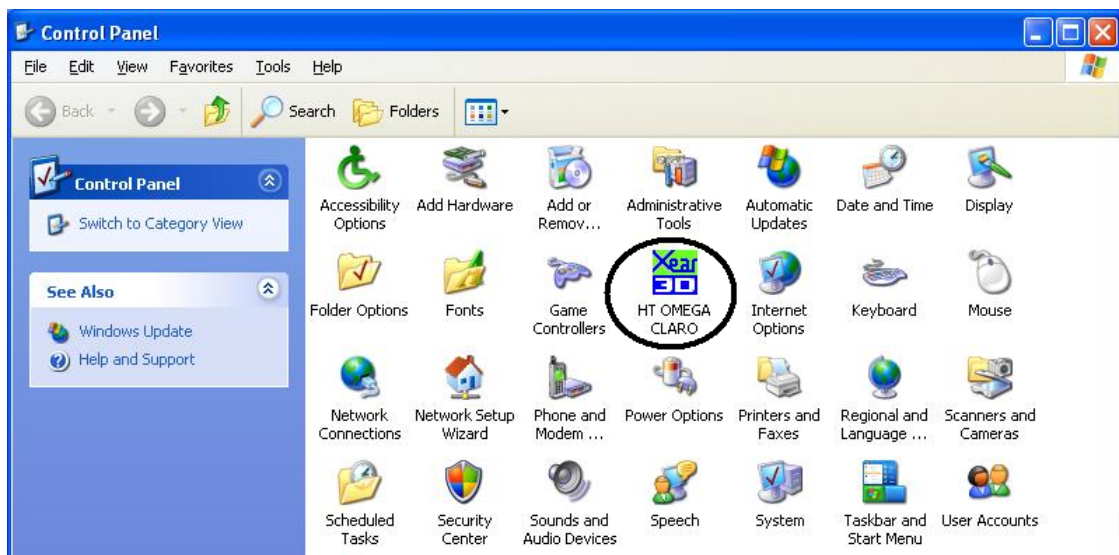 Control Panel
File Edit View Favorites Tools Help
Back Search Folders
Control Panel
Switch to Category View
See Also
Windows Update
Help and Support
Accessibility Options
Add Hardware
Add or Remov...
Administrative Tools
Automatic Updates
Date and Time
Display
Folder Options
Fonts
Game Controllers
Xear 3D
HT OMEGA CLARO
Internet Options
Keyboard
Mouse
Network Connections
Network Setup Wizard
Phone and Modem ...
Power Options
Printers and Faxes
Regional and Language ...
Scanners and Cameras
Scheduled Tasks
Security Center
Sounds and Audio Devices
Speech
System
Taskbar and Start Menu
User Accounts